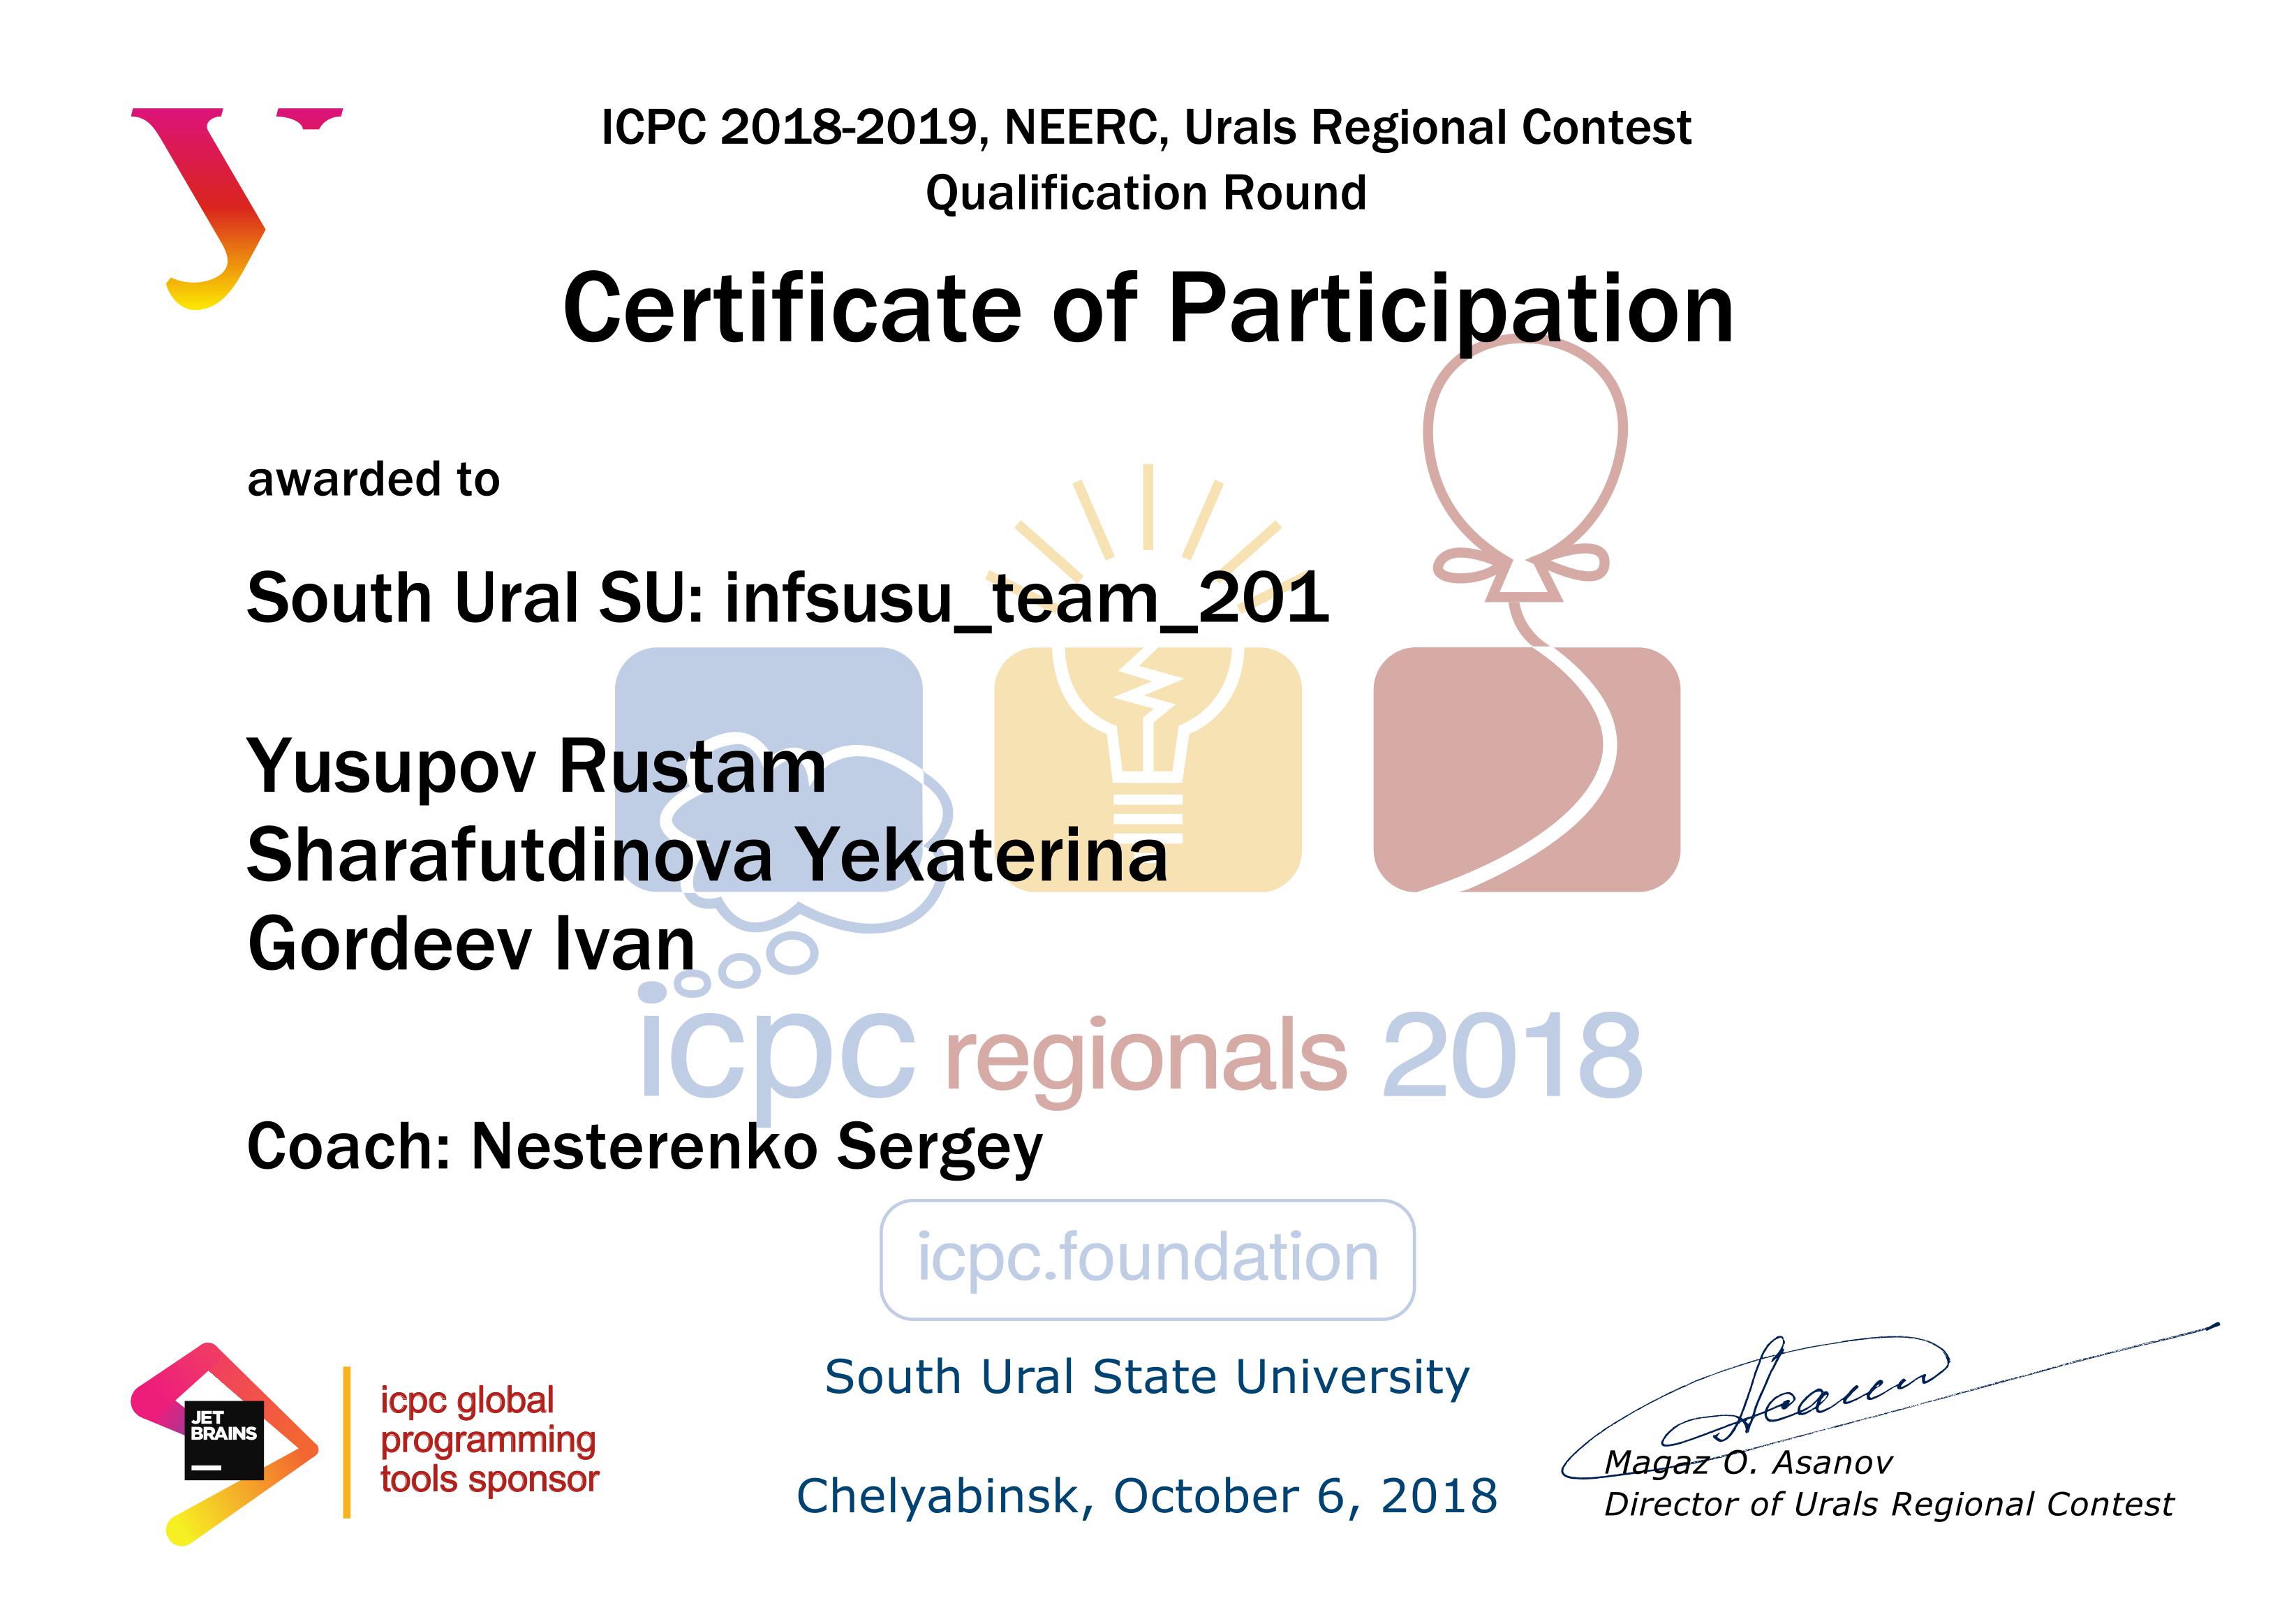 ICPC 2018-2019, NEERC, Urals Regional Contest
Qualification Round
Certificate of Participation
awarded to
South Ural SU: infsusu_team_201
Yusupov Rustam
Sharafutdinova Yekaterina
Gordeev Ivan
icpc regionals 2018
Coach: Nesterenko Sergey
icpc.foundation
JET
BRAINS
icpc global
programming
tools sponsor
South Ural State University
Chelyabinsk, October 6, 2018
Magaz O. Asanov
Director of Urals Regional Contest